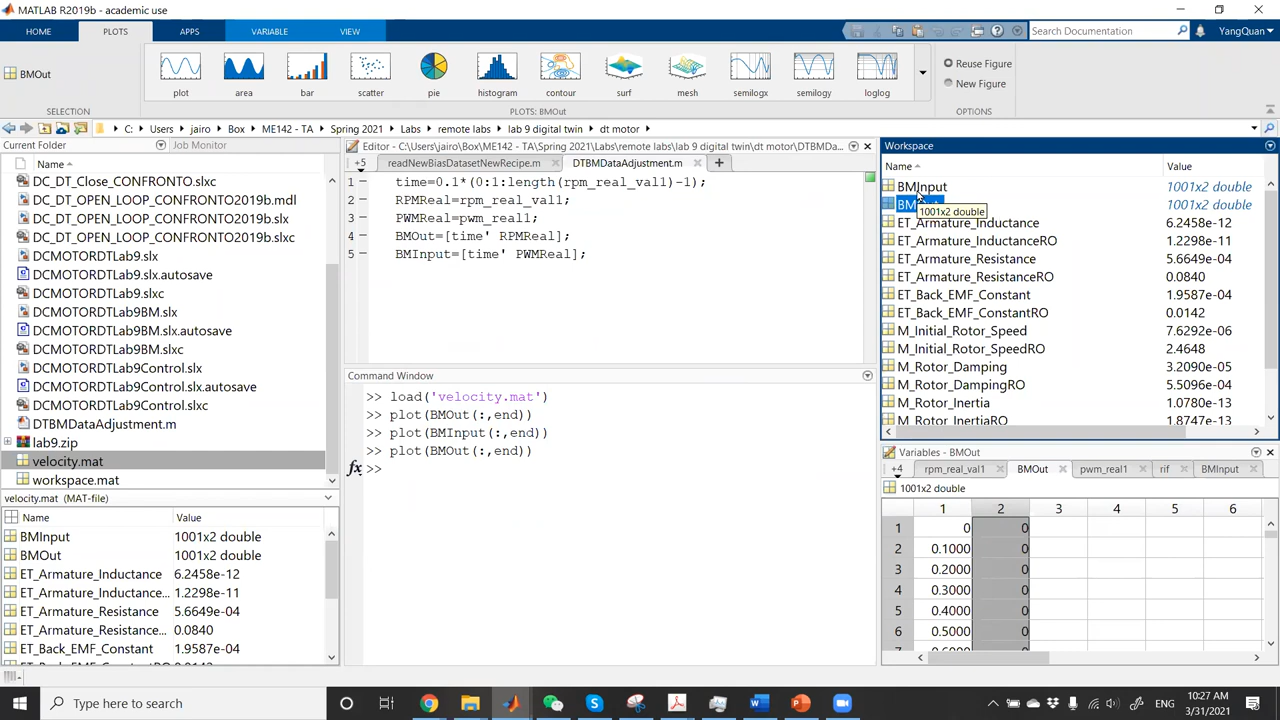 MATLAB R2019b - academic use
HOME PLOTS APPS VARIABLE VIEW Search Documentation YangQuan
BMOut
plot area bar scatter pie histogram contour surf mesh semilogx semilogy loglog
Reuse Figure
New Figure
SELECTION PLOTS: BMOut OPTIONS
C: Users jairo Box ME142 - TA Spring 2021 Labs remote labs lab 9 digital twin dt motor
Current Folder
Job Monitor
Name
DC_DT_Close_CONFRONTO.slxc
DC_DT_OPEN_LOOP_CONFRONTO2019b.mdl
DC_DT_OPEN_LOOP_CONFRONTO2019b.slx
DC_DT_OPEN_LOOP_CONFRONTO2019b.slxc
DCMOTORDTLab9.slx
DCMOTORDTLab9.slx.autosave
DCMOTORDTLab9.slxc
DCMOTORDTLab9BM.slx
DCMOTORDTLab9BM.slx.autosave
DCMOTORDTLab9BM.slxc
DCMOTORDTLab9Control.slx
DCMOTORDTLab9Control.slx.autosave
DCMOTORDTLab9Control.slxc
DTBMDataAdjustment.m
lab9.zip
velocity.mat
workspace.mat
velocity.mat (MAT-file)
Name Value
BMInput 1001x2 double
BMOut 1001x2 double
ET_Armature_Inductance 6.2458e-12
ET_Armature_Inductance... 1.2298e-11
ET_Armature_Resistance 5.6649e-04
ET_Armature_Resistan... 0.0840
ET_Back_EMF_Constant 1.9587e-04
Editor - C:\Users\jairo\Box\ME142 - TA\Spring 2021\Labs\remote labs\lab 9 digital twin\dt motor\DTBMDa...
+5 readNewBiasDatasetNewRecipe.m DTBMDataAdjustment.m
1 time=0.1*(0:1:length(rpm_real_val1)-1);
2 RPMReal=rpm_real_val1;
3 PWMReal=pwm_real1;
4 BMOut=[time' RPMReal];
5 BMInput=[time' PWMReal];
Command Window
>> load('velocity.mat')
>> plot(BMOut(:,end))
>> plot(BMInput(:,end))
>> plot(BMOut(:,end))
fx >>
Workspace
Name Value
BMInput 1001x2 double
1001x2 double
1001x2 double
ET_Armature_Inductance 6.2458e-12
ET_Armature_InductanceRO 1.2298e-11
ET_Armature_Resistance 5.6649e-04
ET_Armature_ResistanceRO 0.0840
ET_Back_EMF_Constant 1.9587e-04
ET_Back_EMF_ConstantRO 0.0142
M_Initial_Rotor_Speed 7.6292e-06
M_Initial_Rotor_SpeedRO 2.4648
M_Rotor_Damping 3.2090e-05
M_Rotor_DampingRO 5.5096e-04
M_Rotor_Inertia 1.0780e-13
M_Rotor_InertiaRO 1.8747e-13
Variables - BMOut
+4 rpm_real_val1 BMOut pwm_real1 rif BMInput
1001x2 double
1 2 3 4 5 6
1 0 0
2 0.1000 0
3 0.2000 0
4 0.3000 0
5 0.4000 0
6 0.5000 0
Type here to search
ENG
10:27 AM
3/31/2021